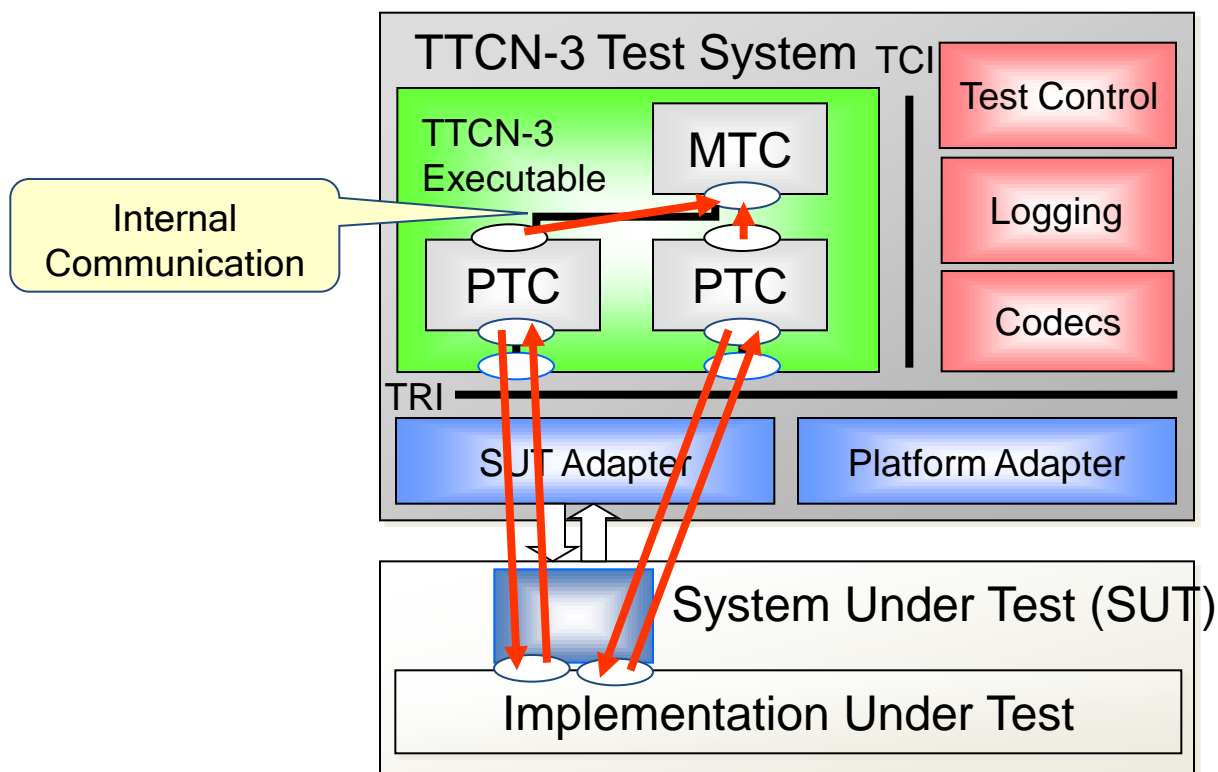 TTCN-3 Test System
TCI
Test Control
TTCN-3
Executable
MTC
Internal
Communication
Logging
PTC
PTC
Codecs
TRI
SUT Adapter
Platform Adapter
System Under Test (SUT)
Implementation Under Test